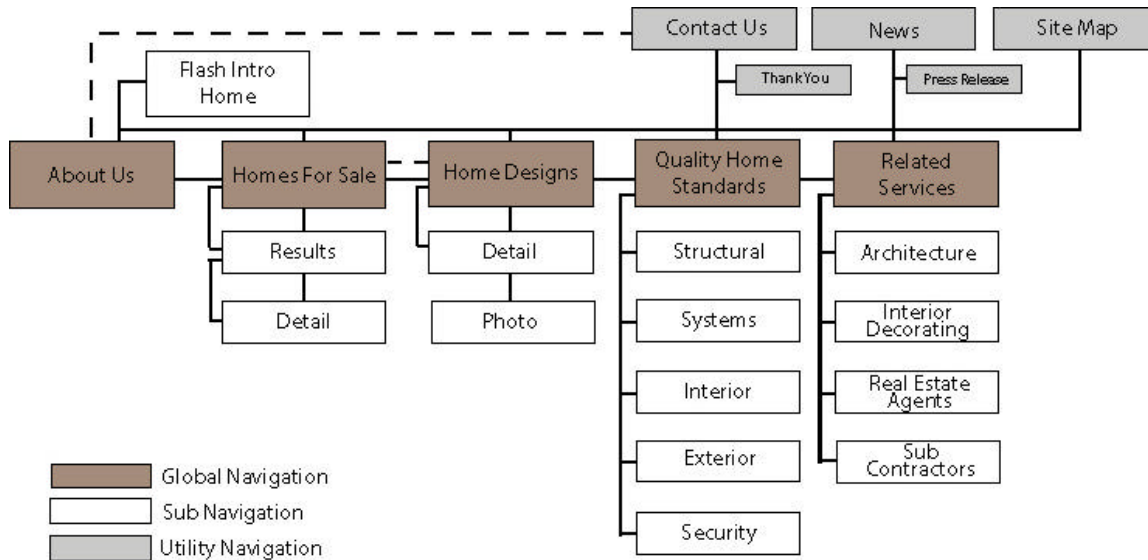 Contact Us
News
Site Map
Flash Intro
Home
ThankYou
Press Release
About Us
Homes For Sale
Home Designs
Quality Home
Standards
Related
Services
Results
Detail
Structural
Architecture
Detail
Photo
Systems
Interior
Decorating
Interior
Real Estate
Agents
Exterior
Sub
Contractors
Security
Global Navigation
Sub Navigation
Utility Navigation